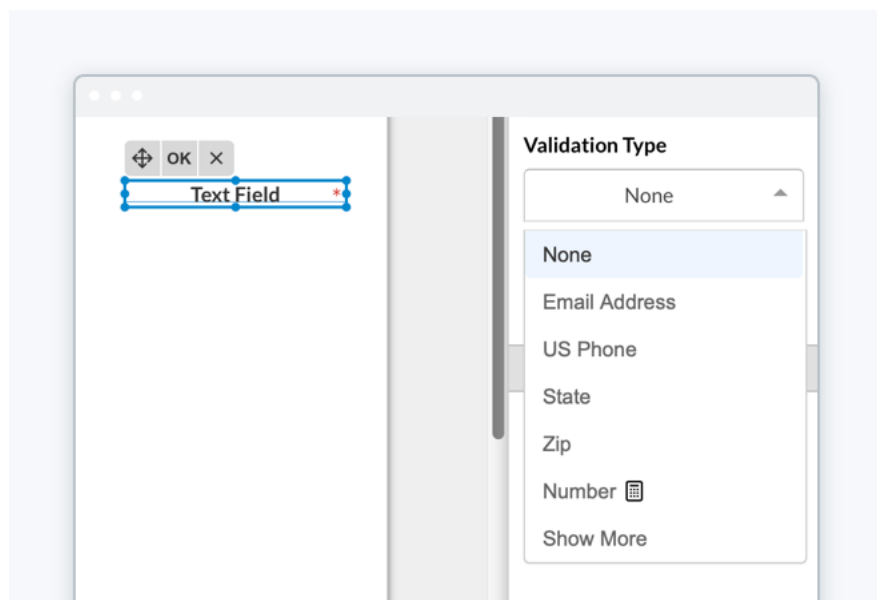 OK
Text Field *
Validation Type
None
None
Email Address
US Phone
State
Zip
Number
Show More